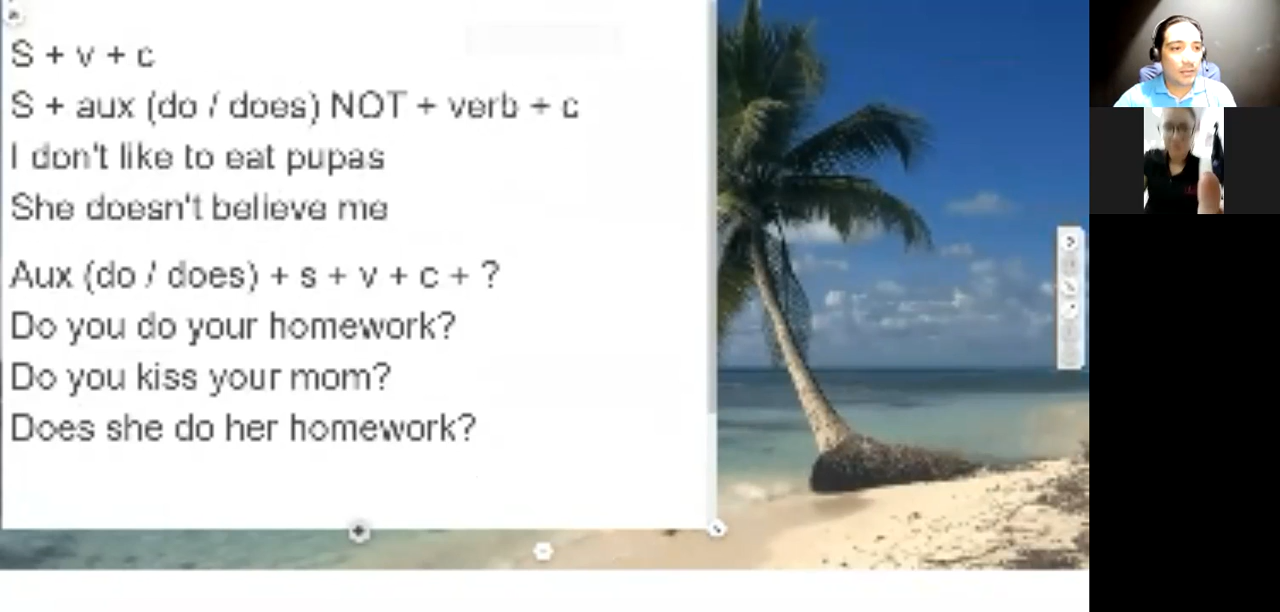 S + v + c
S + aux (do / does) NOT + verb + c
I don't like to eat pupas
She doesn't believe me
Aux (do / does) + s + v + c + ?
Do you do your homework?
Do you kiss your mom?
Does she do her homework?